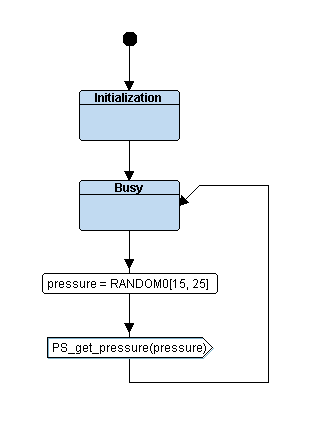 Initialization
Busy
pressure = RANDOM0[15, 25]
PS_get_pressure(pressure)